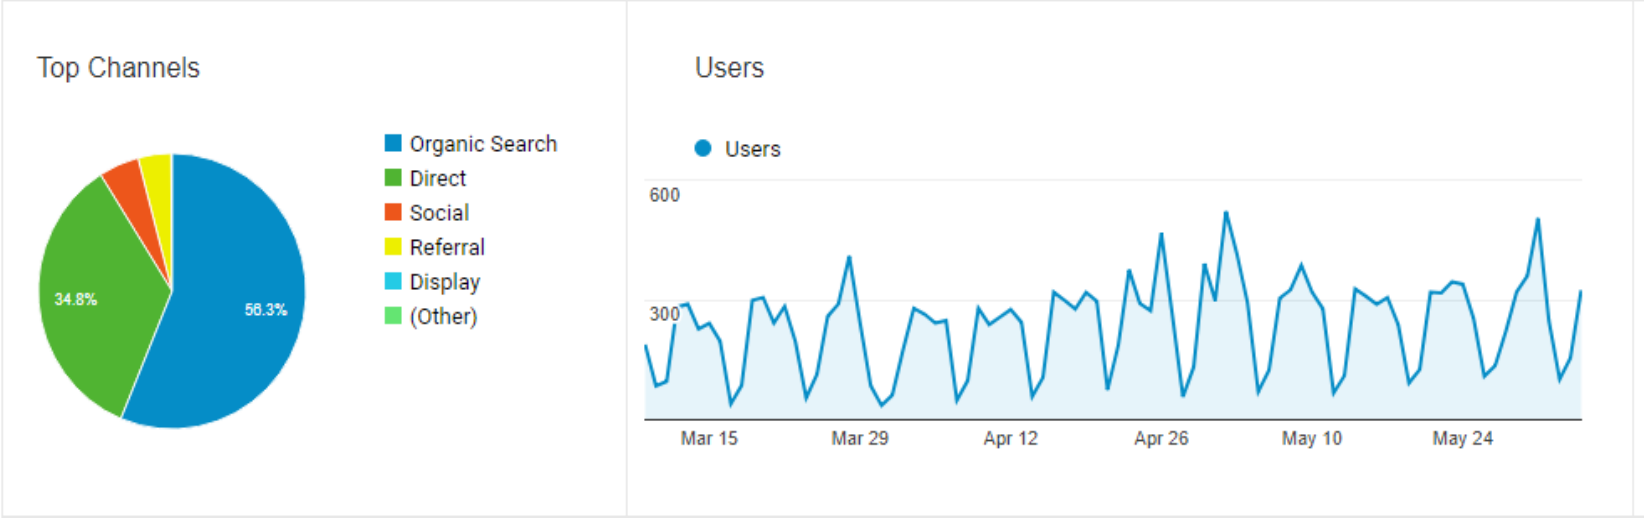 Top Channels
Organic Search
Direct
Social
Referral
Display
(Other)
34.8%
56.3%
Users
Users
600
300
Mar 15
Mar 29
Apr 12
Apr 26
May 10
May 24